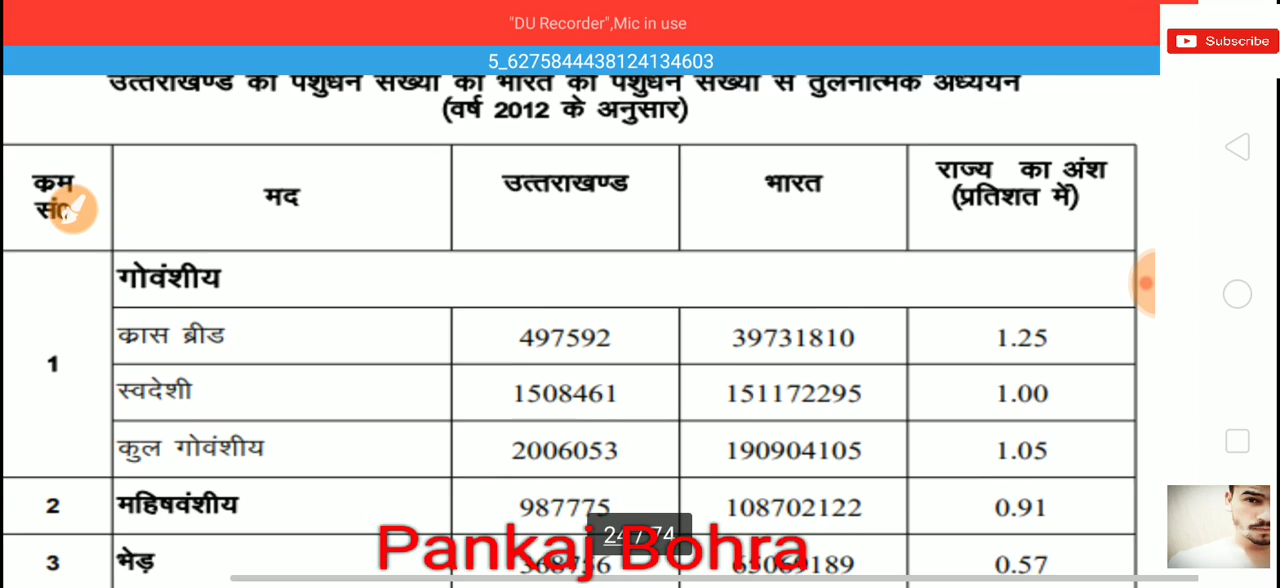 "DU Recorder",Mic in use
Subscribe
5_6275844438124134603
उत्तराखण्ड की पशुधन संख्या का भारत की पशुधन संख्या से तुलनात्मक अध्ययन
(वर्ष 2012 के अनुसार)
क्रम मद उत्तराखण्ड भारत राज्य का अंश (प्रतिशत में)
गोवंशीय
1
क्रास ब्रीड 497592 39731810 1.25
स्वदेशी 1508461 151172295 1.00
कुल गोवंशीय 2006053 190904105 1.05
2 महिषवंशीय 987775 108702122 0.91
3 भेड़ 0.57
Pankaj Bohra